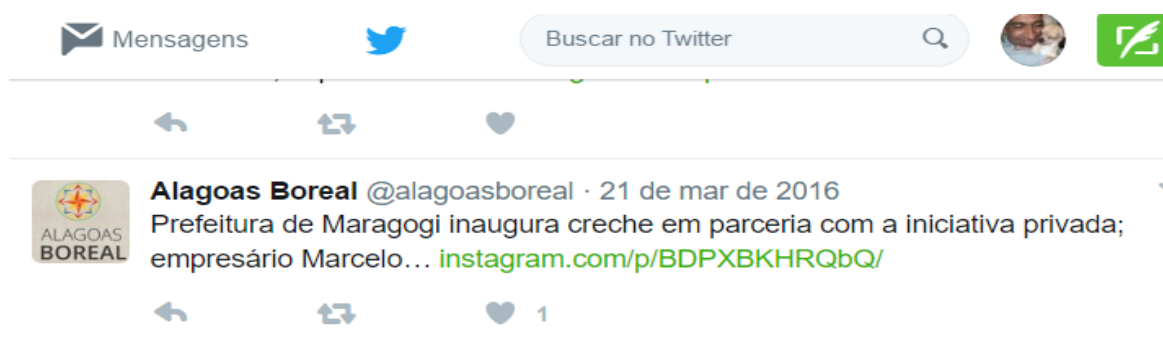 Mensagens
Buscar no Twitter
ALAGOAS
BOREAL
Alagoas Boreal @alagoasboreal · 21 de mar de 2016
Prefeitura de Maragogi inaugura creche em parceria com a iniciativa privada;
empresário Marcelo… instagram.com/p/BDPXBKHRQbQ/
1